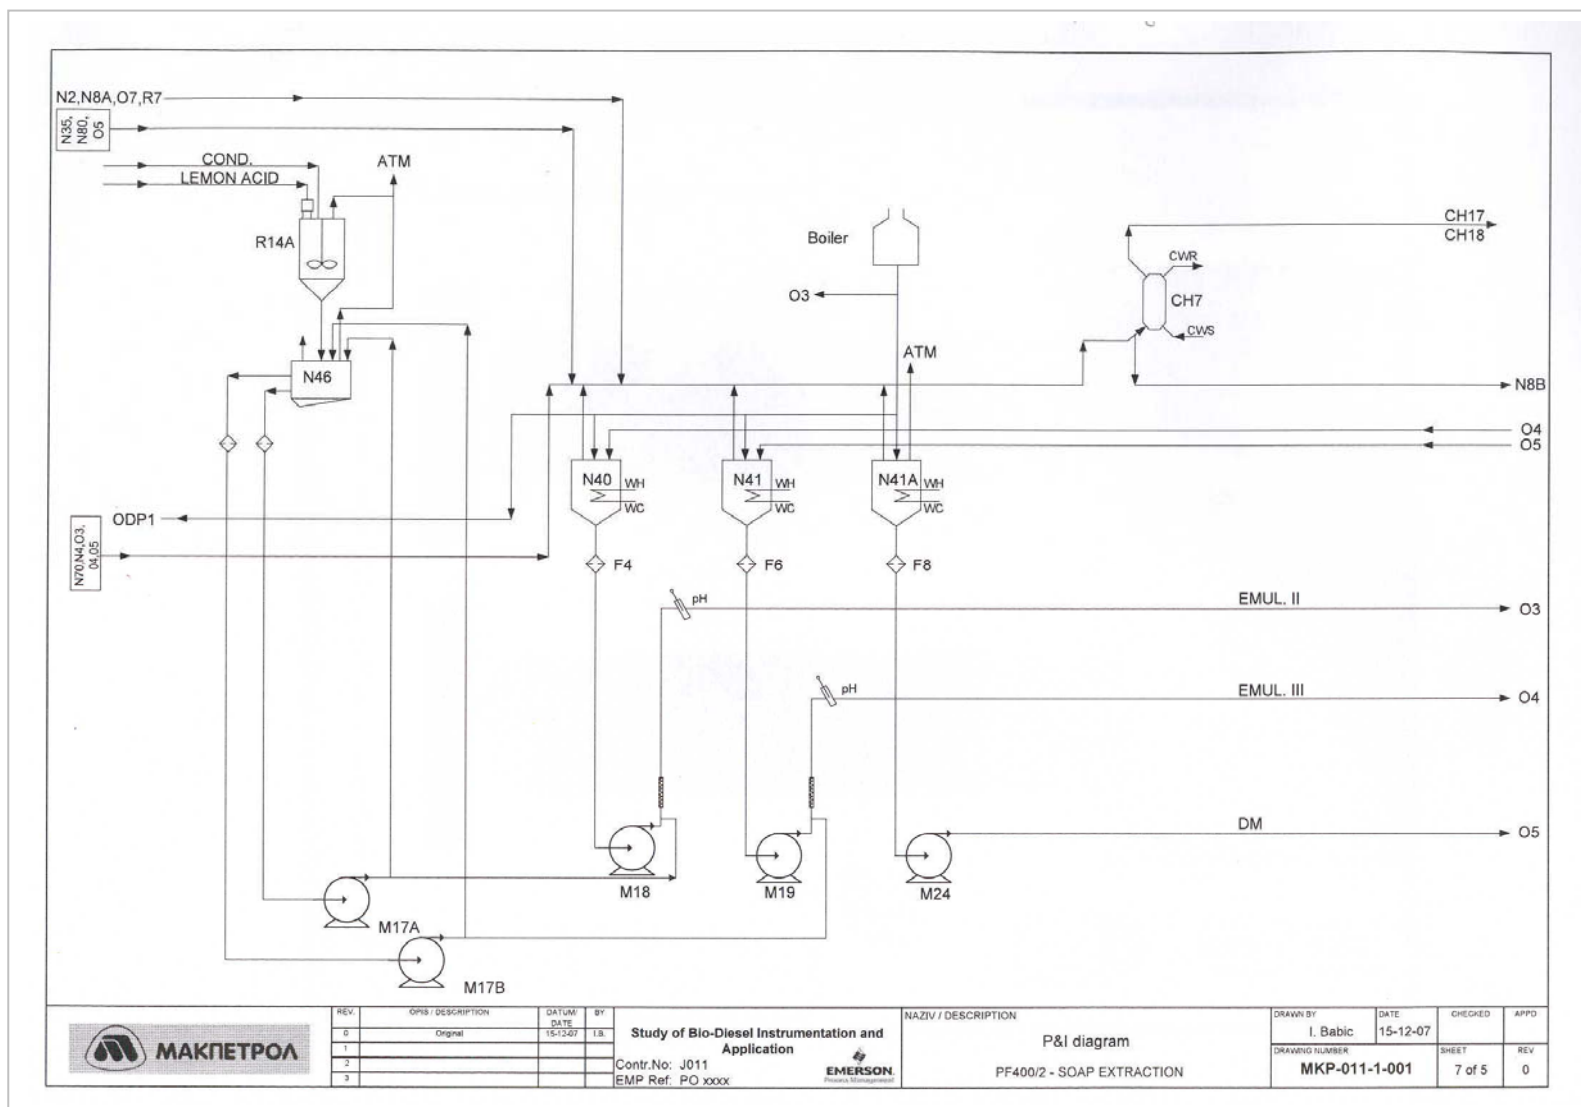 N2,N8A,O7,R7
N35,
N80,
O5
COND.
LEMON ACID
ATM
R14A
N46
Boiler
O3
ATM
CH17
CH18
CWR
CH7
CWS
N8B
O4
O5
N40
WH
WC
N41
WH
WC
N41A
WH
WC
ODP1
N70,N4,O3,
04,05
F4
F6
F8
pH
EMUL. II
O3
pH
EMUL. III
O4
DM
O5
M18
M19
M24
M17A
M17B
МАКПЕТРОЛ
REV.
OPIS / DESCRIPTION
DATUM/
DATE
BY
0
Original
15-12-07
I.B.
1
2
3
Study of Bio-Diesel Instrumentation and
Application
Contr.No: J011
EMP Ref: PO xxxx
EMERSON.
Process Management
NAZIV / DESCRIPTION
P&I diagram
PF400/2 - SOAP EXTRACTION
DRAWN BY
I. Babic
DATE
15-12-07
CHECKED
APPD
DRAWING NUMBER
MKP-011-1-001
SHEET
7 of 5
REV
0